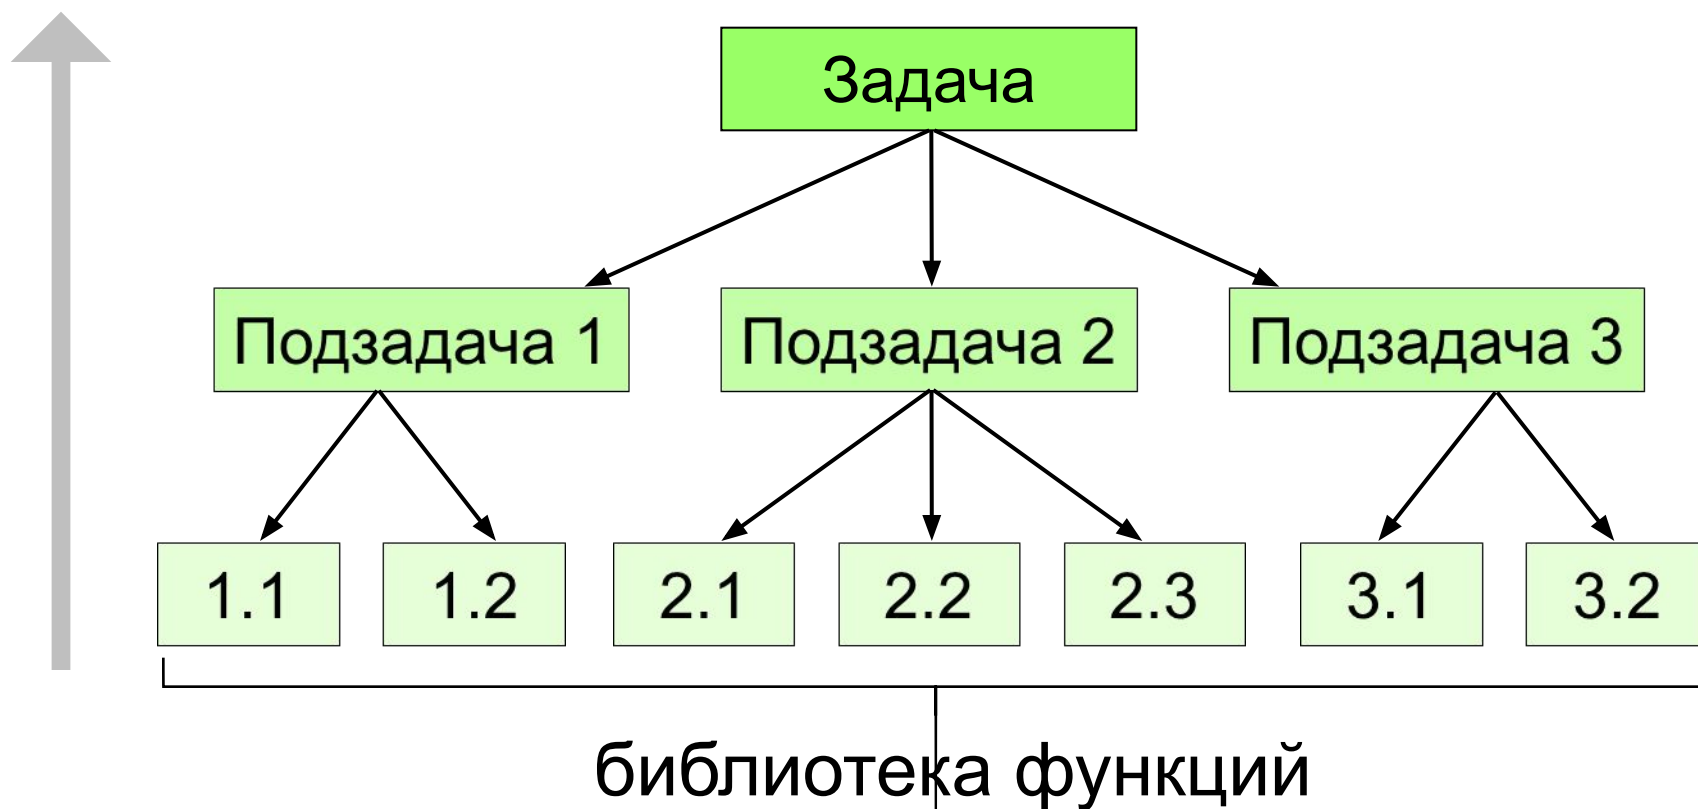 Задача
Подзадача 1
Подзадача 2
Подзадача 3
1.1
1.2
2.1
2.2
2.3
3.1
3.2
библиотека функций